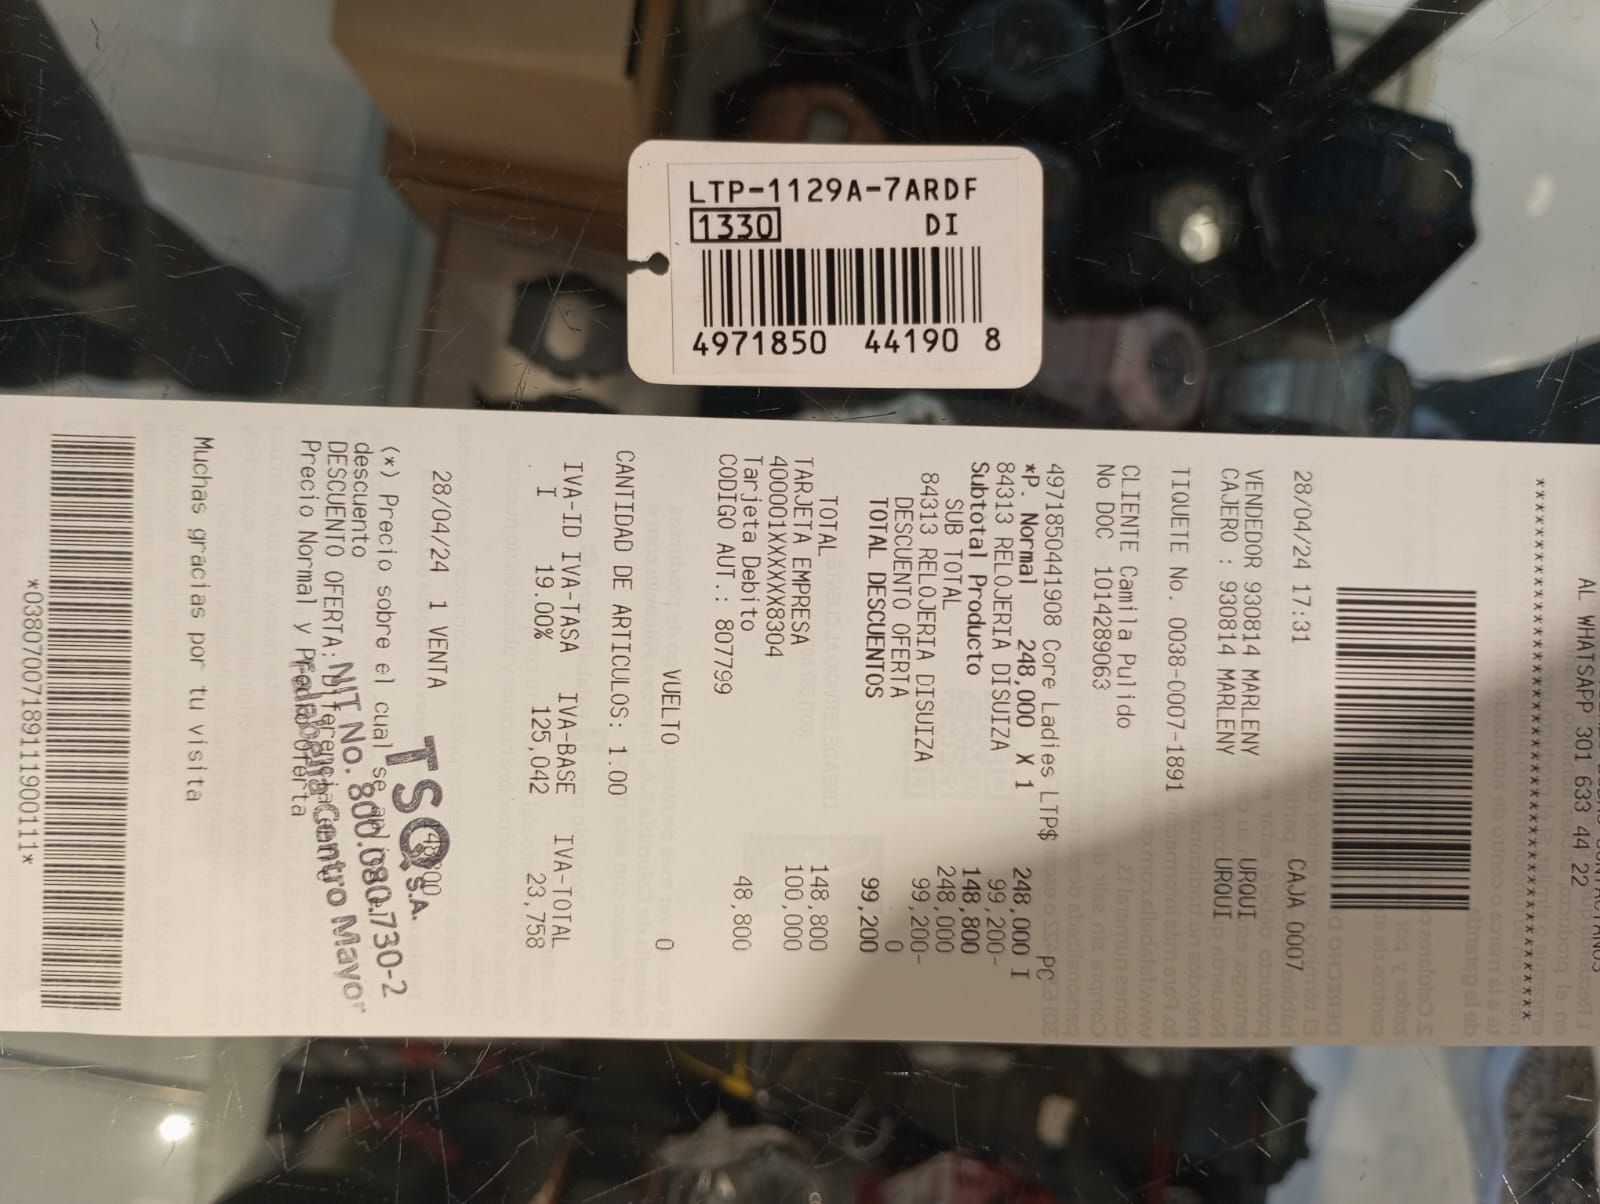 LTP-1129A-7ARDF
1330 DI
4971850 44190 8
AL WHATSAPP 301 633 44 22
********************************************
28/04/24 17:31 CAJA 0007
VENDEDOR 930814 MARLENY URQUI
CAJERO : 930814 MARLENY URQUI
TIQUETE No. 0038-0007-1891
CLIENTE Camila Pulido
No DOC 1014289063
4971850441908 Core Ladies LTP$ PC
*P. Normal 248,000 X 1 248,000 I
84313 RELOJERIA DISUIZA 99,200-
Subtotal Producto 148,800
SUB TOTAL 248,000
84313 RELOJERIA DISUIZA 99,200-
DESCUENTO OFERTA 0
TOTAL DESCUENTOS 99,200
TOTAL 148,800
TARJETA EMPRESA 100,000
400001XXXXXX8304
Tarjeta Debito 48,800
CODIGO AUT.: 807799
VUELTO 0
CANTIDAD DE ARTICULOS: 1.00
IVA-ID IVA-TASA IVA-BASE IVA-TOTAL
I 19.00% 125,042 23,758
28/04/24 1 VENTA
(*) Precio sobre el cual se
descuento
DESCUENTO OFERTA: Diferencia
Precio Normal y Precio Oferta
TSQ S.A.
NIT No. 800.080.730-2
Falabella Centro Mayor
Muchas gracias por tu visita
*03807007189111900111*